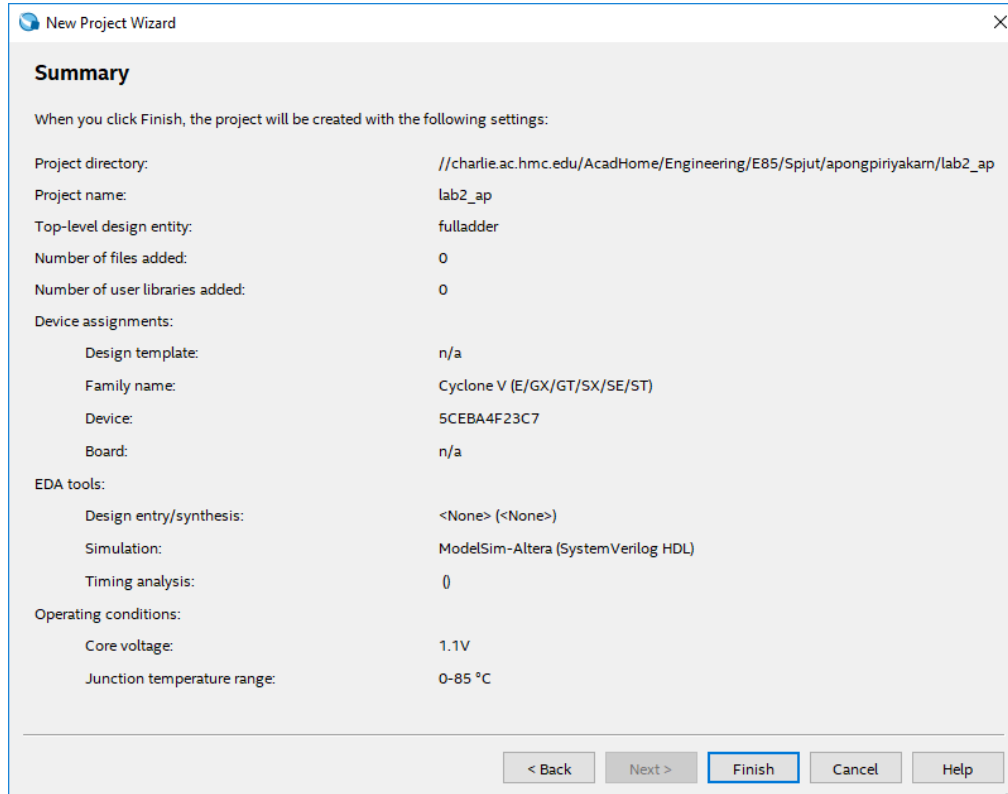 New Project Wizard
Summary
When you click Finish, the project will be created with the following settings:
Project directory: //charlie.ac.hmc.edu/AcadHome/Engineering/E85/Spjut/apongpiriyakarn/lab2_ap
Project name: lab2_ap
Top-level design entity: fulladder
Number of files added: 0
Number of user libraries added: 0
Device assignments:
Design template: n/a
Family name: Cyclone V (E/GX/GT/SX/SE/ST)
Device: 5CEBA4F23C7
Board: n/a
EDA tools:
Design entry/synthesis: <None> (<None>)
Simulation: ModelSim-Altera (SystemVerilog HDL)
Timing analysis: ()
Operating conditions:
Core voltage: 1.1V
Junction temperature range: 0-85 °C
< Back Next > Finish Cancel Help